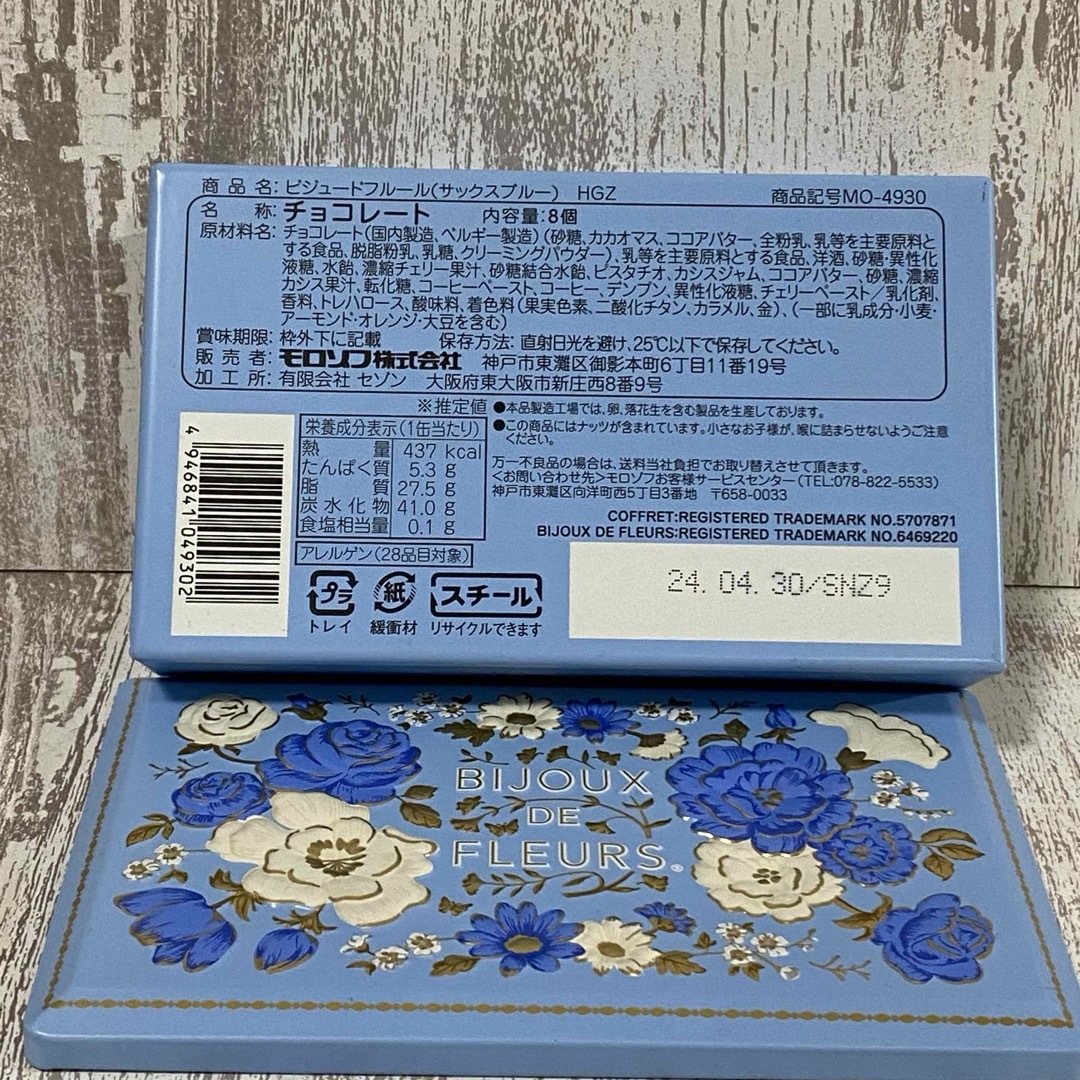 商品名:ビジュードフルール(サックスブルー) HGZ 商品記号MO-4930
名称:チョコレート 内容量:8個
原材料名:チョコレート(国内製造、ベルギー製造)(砂糖、カカオマス、ココアバター、全粉乳、乳等を主要原料と
する食品、脱脂粉乳、乳糖、クリーミングパウダー)、乳等を主要原料とする食品、洋酒、砂糖・異性化
液糖、水飴、濃縮チェリー果汁、砂糖結合水飴、ピスタチオ、カシスジャム、ココアバター、砂糖、濃縮
カシス果汁、転化糖、コーヒーペースト、コーヒー、デンプン、異性化液糖、チェリーペースト/乳化剤、
香料、トレハロース、酸味料、着色料(果実色素、二酸化チタン、カラメル、金)、(一部に乳成分・小麦・
アーモンド・オレンジ・大豆を含む)
賞味期限:枠外下に記載 保存方法:直射日光を避け、25℃以下で保存してください。
販売者:モロゾフ株式会社 神戸市東灘区御影本町6丁目11番19号
加工所:有限会社 セゾン 大阪府東大阪市新庄西8番9号
※推定値
栄養成分表示(1缶当たり)
熱量 437 kcal
たんぱく質 5.3 g
脂質 27.5 g
炭水化物 41.0 g
食塩相当量 0.1 g
アレルゲン(28品目対象)
●本品製造工場では、卵、落花生を含む製品を生産しております。
●この商品にはナッツが含まれています。小さなお子様が、喉に詰まらせないようご注意
ください。
万一不良品の場合は、送料当社負担でお取り替えさせて頂きます。
<お問い合わせ先>モロゾフお客様サービスセンター(TEL:078-822-5533)
神戸市東灘区向洋町西5丁目3番地 〒658-0033
COFFRET:REGISTERED TRADEMARK NO.5707871
BIJOUX DE FLEURS:REGISTERED TRADEMARK NO.6469220
4946841049302
プラ
トレイ
紙
緩衝材
スチール
リサイクルできます
24.04.30/SNZ9
BIJOUX
DE
FLEURS®